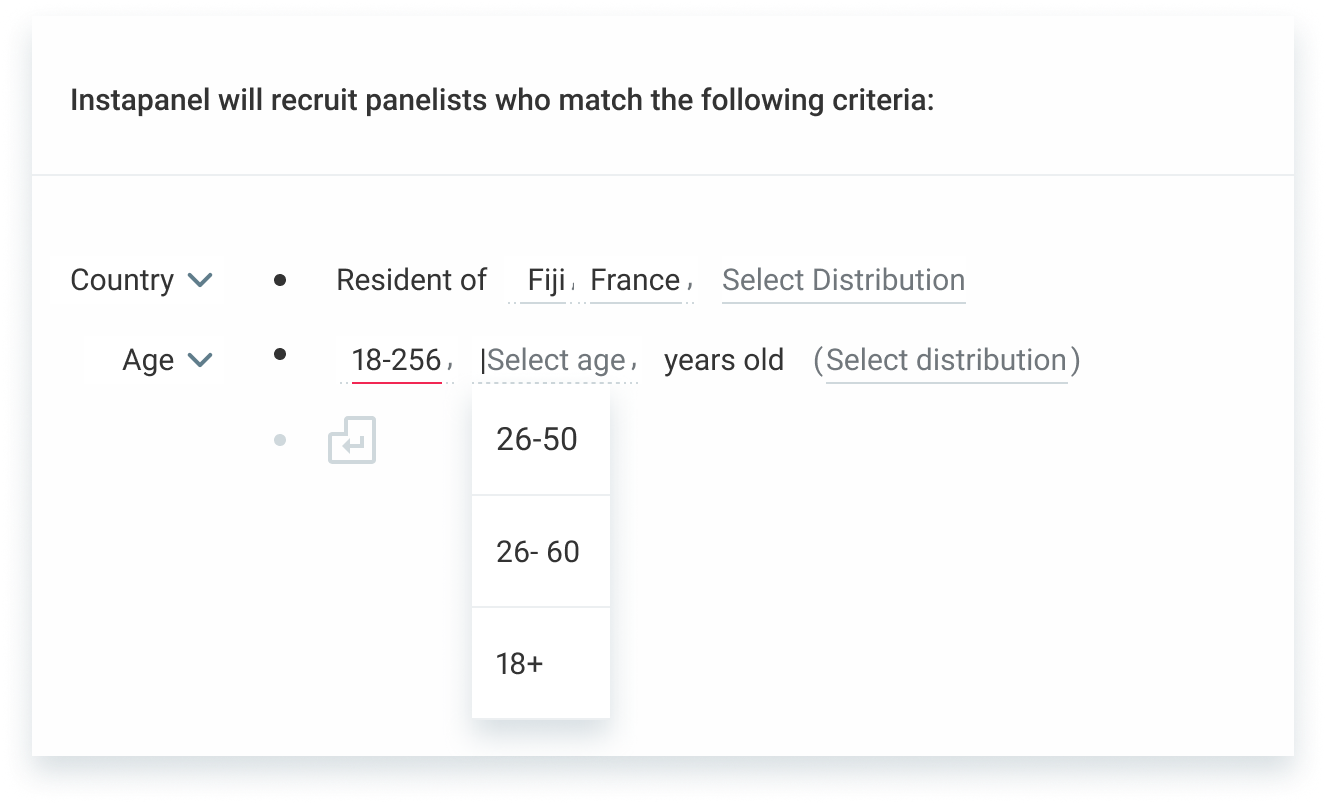 Instapanel will recruit panelists who match the following criteria:
Country • Resident of Fiji, France, Select Distribution
Age • 18-256, |Select age, years old (Select distribution)
•
26-50
26- 60
18+